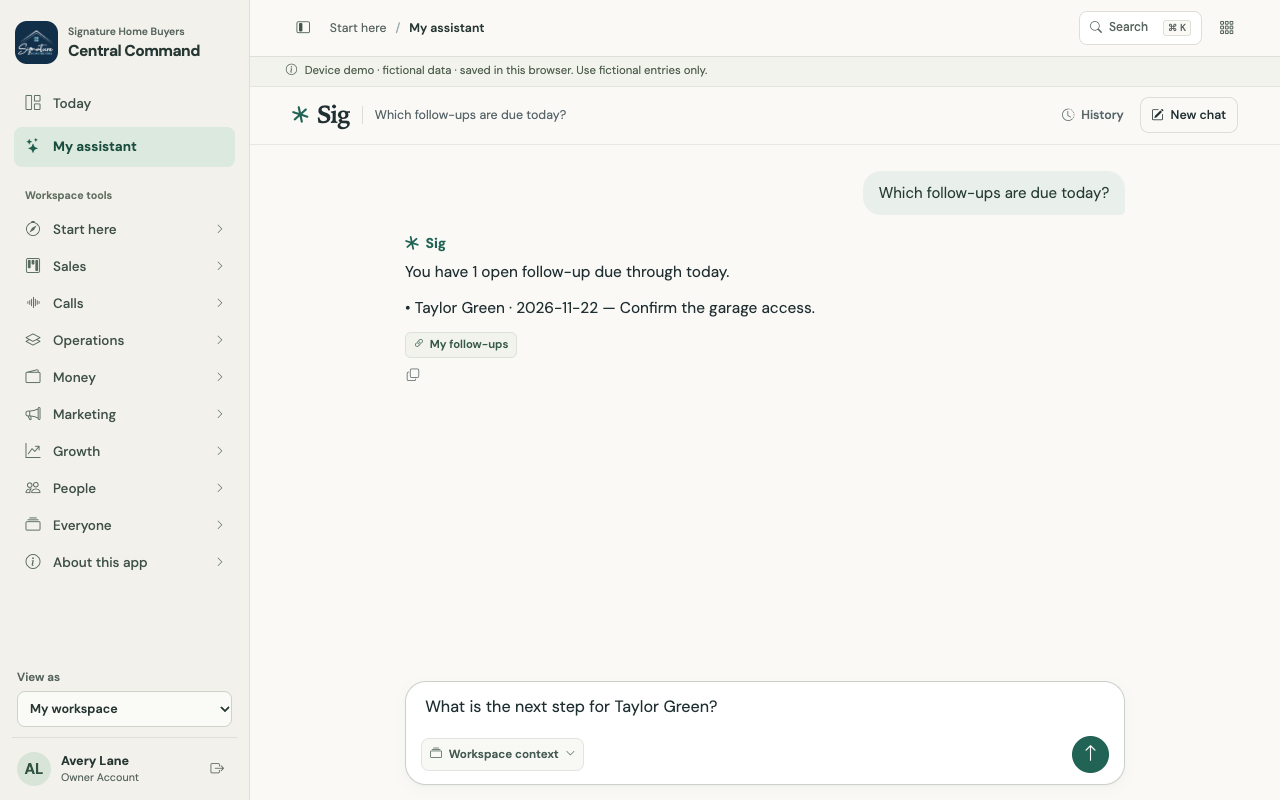 Signature
Signature Home Buyers
Central Command
Today
My assistant
Workspace tools
Start here
Sales
Calls
Operations
Money
Marketing
Growth
People
Everyone
About this app
View as
My workspace
AL
Avery Lane
Owner Account
Start here / My assistant
Search ⌘ K
Device demo · fictional data · saved in this browser. Use fictional entries only.
Sig
Which follow-ups are due today?
History
New chat
Which follow-ups are due today?
Sig
You have 1 open follow-up due through today.
• Taylor Green · 2026-11-22 — Confirm the garage access.
My follow-ups
What is the next step for Taylor Green?
Workspace context